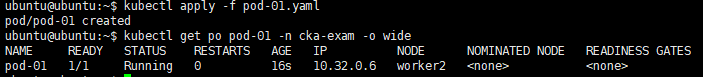 ubuntu@ubuntu:~$ kubectl apply -f pod-01.yaml
pod/pod-01 created
ubuntu@ubuntu:~$ kubectl get po pod-01 -n cka-exam -o wide
NAME READY STATUS RESTARTS AGE IP NODE NOMINATED NODE READINESS GATES
pod-01 1/1 Running 0 16s 10.32.0.6 worker2 <none> <none>